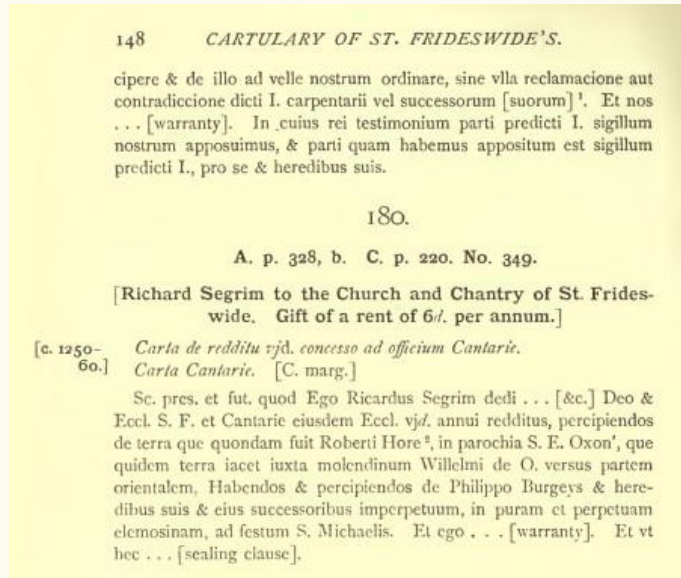 148 CARTULARY OF ST. FRIDESWIDE'S.
cipere & de illo ad velle nostrum ordinare, sine vlla reclamacione aut
contradiccione dicti I. carpentarii vel successorum [suorum] ¹. Et nos
. . . [warranty]. In cuius rei testimonium parti predicti I. sigillum
nostrum apposuimus, & parti quam habemus appositum est sigillum
predicti I., pro se & heredibus suis.
180.
A. p. 328, b. C. p. 220. No. 349.
[Richard Segrim to the Church and Chantry of St. Frides-
wide. Gift of a rent of 6d. per annum.]
[c. 1250– Carta de redditu vjd. concesso ad officium Cantarie.
60.] Carta Cantarie. [C. marg.]
Sc. pres. et fut. quod Ego Ricardus Segrim dedi . . . [&c.] Deo &
Eccl. S. F. et Cantarie eiusdem Eccl. vjd. annui redditus, percipiendos
de terra que quondam fuit Roberti Hore ², in parochia S. E. Oxon', que
quidem terra iacet iuxta molendinum Willelmi de O. versus partem
orientalem, Habendos & percipiendos de Philippo Burgeys & here-
dibus suis & eius successoribus imperpetuum, in puram et perpetuam
elemosinam, ad festum S. Michaelis. Et ego . . . [warranty]. Et vt
hec . . . [sealing clause].